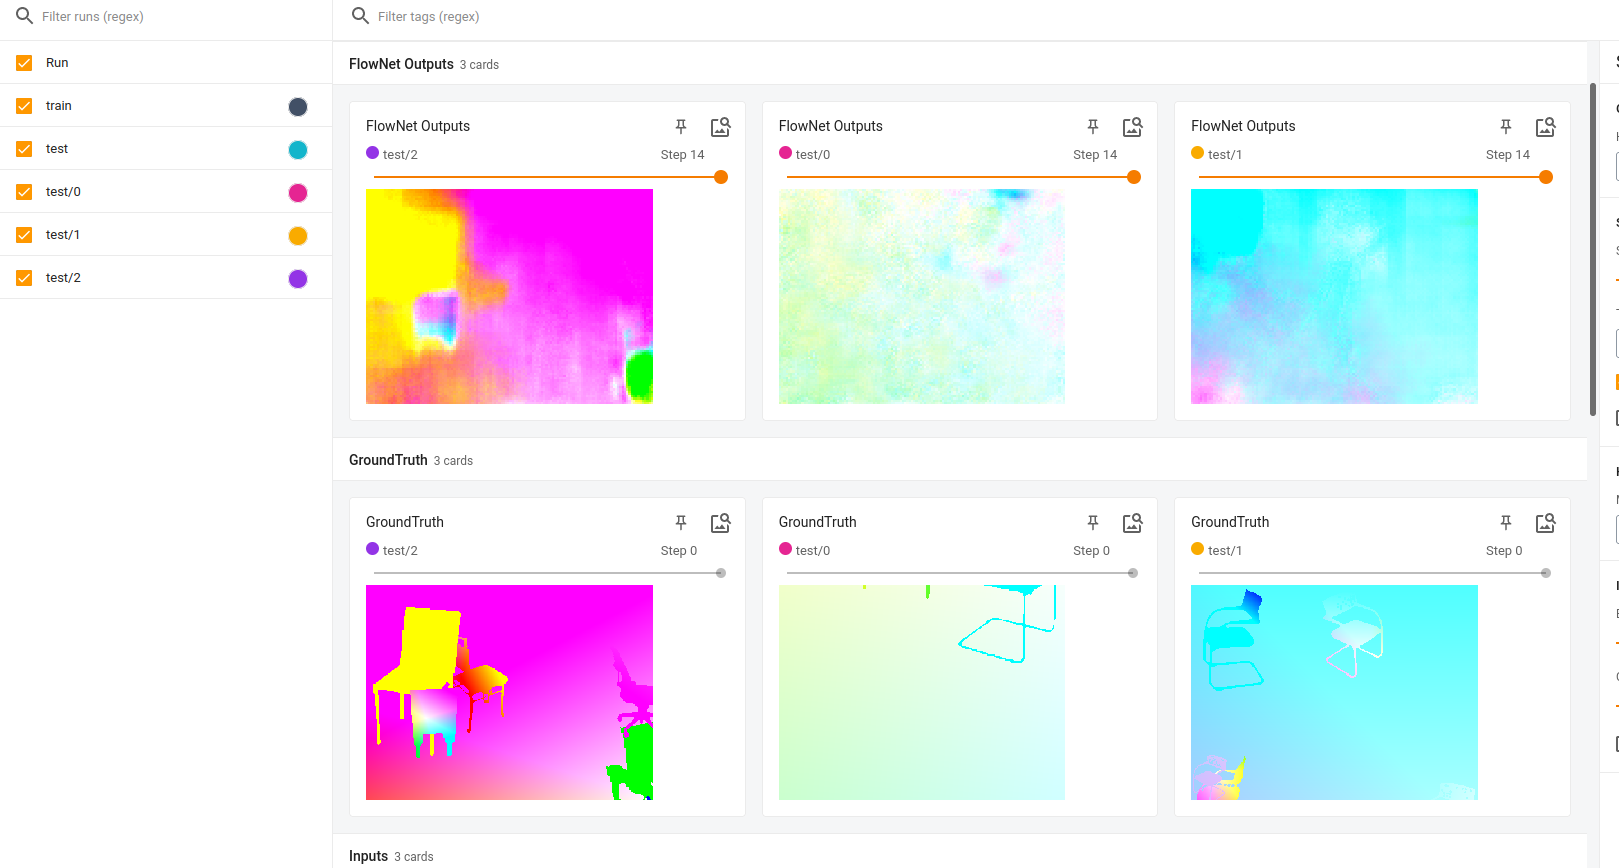 Filter runs (regex)
Filter tags (regex)
Run
train
test
test/0
test/1
test/2
FlowNet Outputs 3 cards
FlowNet Outputs
test/2 Step 14
FlowNet Outputs
test/0 Step 14
FlowNet Outputs
test/1 Step 14
GroundTruth 3 cards
GroundTruth
test/2 Step 0
GroundTruth
test/0 Step 0
GroundTruth
test/1 Step 0
Inputs 3 cards